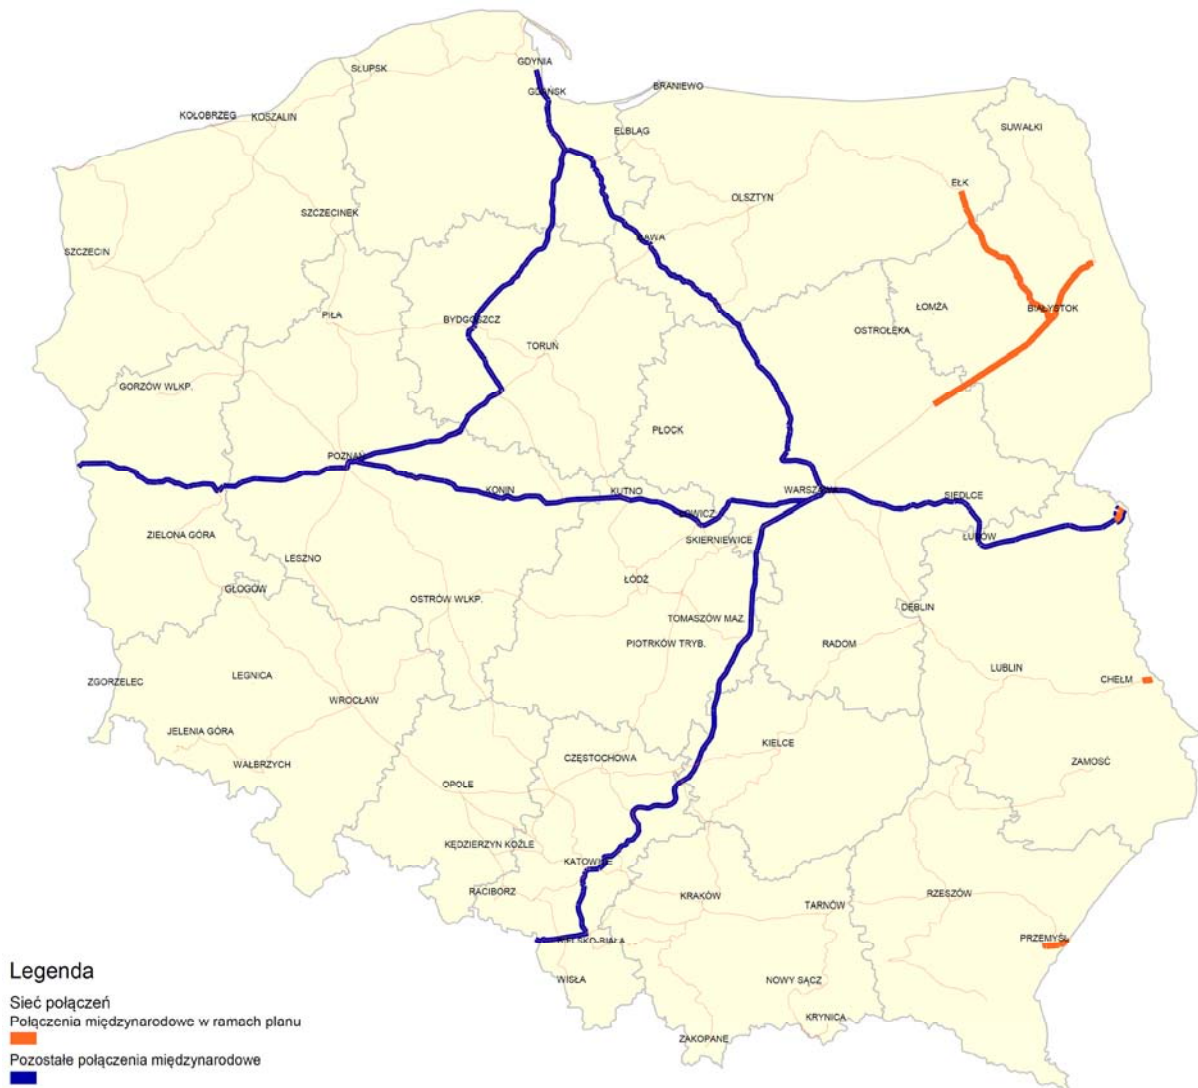 GDYNIA
SŁUPSK
GDAŃSK
BRANIEWO
KOŁOBRZEG
KOSZALIN
ELBLĄG
SUWAŁKI
EŁK
OLSZTYN
SZCZECINEK
SZCZECIN
ŁOMŻA
BIAŁYSTOK
PIŁA
BYDGOSZCZ
OSTROŁĘKA
TORUŃ
GORZÓW WLKP.
PŁOCK
POZNAŃ
KONIN
KUTNO
WARSZAWA
SIEDLCE
ŁOWICZ
ZIELONA GÓRA
SKIERNIEWICE
ŁUKÓW
LESZNO
ŁÓDŹ
GŁOGÓW
OSTRÓW WLKP.
DĘBLIN
TOMASZÓW MAZ.
PIOTRKÓW TRYB.
RADOM
LUBLIN
LEGNICA
ZGORZELEC
CHEŁM
WROCŁAW
JELENIA GÓRA
KIELCE
WAŁBRZYCH
CZĘSTOCHOWA
ZAMOŚĆ
OPOLE
KĘDZIERZYN KOŹLE
KATOWICE
RACIBORZ
KRAKÓW
TARNÓW
RZESZÓW
BIELSKO-BIAŁA
PRZEMYŚL
WISŁA
NOWY SĄCZ
KRYNICA
ZAKOPANE
Legenda
Sieć połączeń
Połączenia międzynarodowe w ramach planu
Pozostałe połączenia międzynarodowe